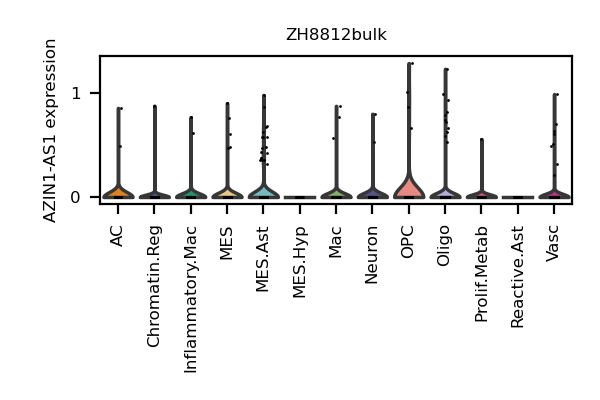 ZH8812bulk
AZIN1-AS1 expression
1
0
AC
Chromatin.Reg
Inflammatory.Mac
MES
MES.Ast
MES.Hyp
Mac
Neuron
OPC
Oligo
Prolif.Metab
Reactive.Ast
Vasc